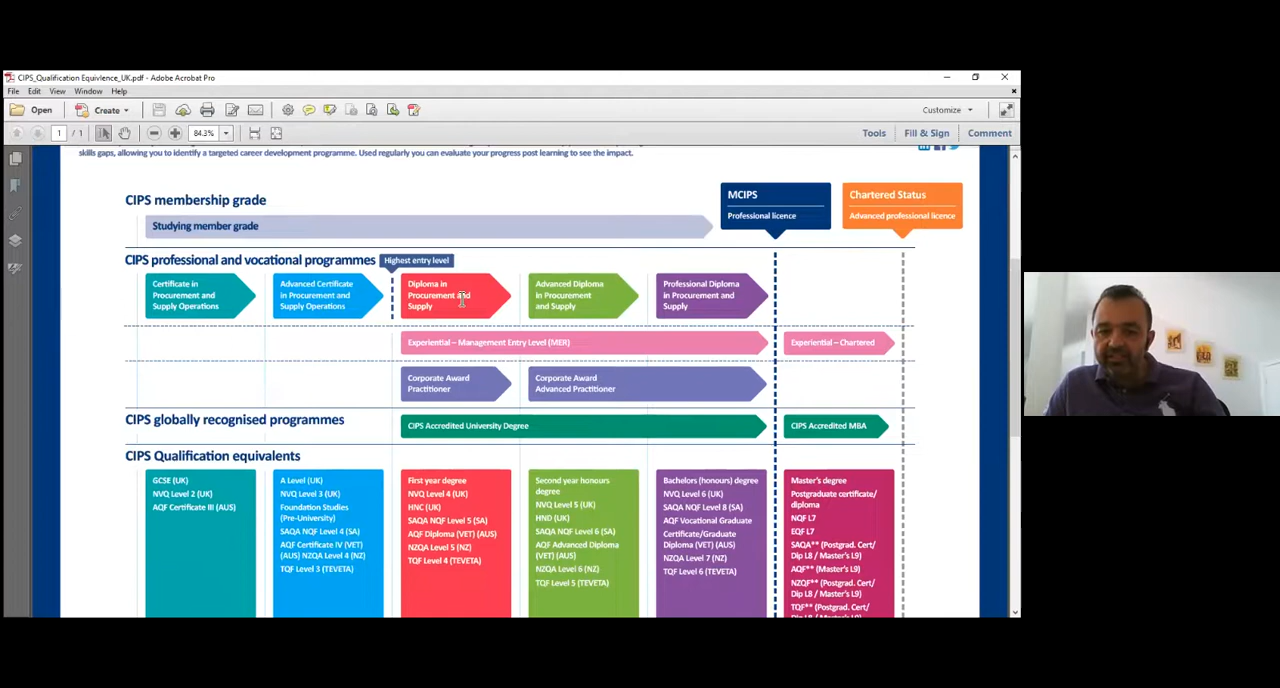 CIPS_Qualification Equivlence_UK.pdf - Adobe Acrobat Pro
File Edit View Window Help
Open Create Customize
1 / 1 84.3% Tools Fill & Sign Comment
skills gaps, allowing you to identify a targeted career development programme. Used regularly you can evaluate your progress post learning to see the impact.
CIPS membership grade
Studying member grade
MCIPS
Professional licence
Chartered Status
Advanced professional licence
CIPS professional and vocational programmes
Highest entry level
Certificate in
Procurement and
Supply Operations
Advanced Certificate
in Procurement and
Supply Operations
Diploma in
Procurement and
Supply
Advanced Diploma
in Procurement
and Supply
Professional Diploma
in Procurement and
Supply
Experiential – Management Entry Level (MER)
Experiential – Chartered
Corporate Award
Practitioner
Corporate Award
Advanced Practitioner
CIPS globally recognised programmes
CIPS Accredited University Degree
CIPS Accredited MBA
CIPS Qualification equivalents
GCSE (UK)
NVQ Level 2 (UK)
AQF Certificate III (AUS)
A Level (UK)
NVQ Level 3 (UK)
Foundation Studies
(Pre-University)
SAQA NQF Level 4 (SA)
AQF Certificate IV (VET)
(AUS) NZQA Level 4 (NZ)
TQF Level 3 (TEVETA)
First year degree
NVQ Level 4 (UK)
HNC (UK)
SAQA NQF Level 5 (SA)
AQF Diploma (VET) (AUS)
NZQA Level 5 (NZ)
TQF Level 4 (TEVETA)
Second year honours
degree
NVQ Level 5 (UK)
HND (UK)
SAQA NQF Level 6 (SA)
AQF Advanced Diploma
(VET) (AUS)
NZQA Level 6 (NZ)
TQF Level 5 (TEVETA)
Bachelors (honours) degree
NVQ Level 6 (UK)
SAQA NQF Level 8 (SA)
AQF Vocational Graduate
Certificate/Graduate
Diploma (VET) (AUS)
NZQA Level 7 (NZ)
TQF Level 6 (TEVETA)
Master's degree
Postgraduate certificate/
diploma
NQF L7
EQF L7
SAQA** (Postgrad. Cert/
Dip L8 / Master's L9)
AQF** (Master's L9)
NZQF** (Postgrad. Cert/
Dip L8 / Master's L9)
TQF** (Postgrad. Cert/